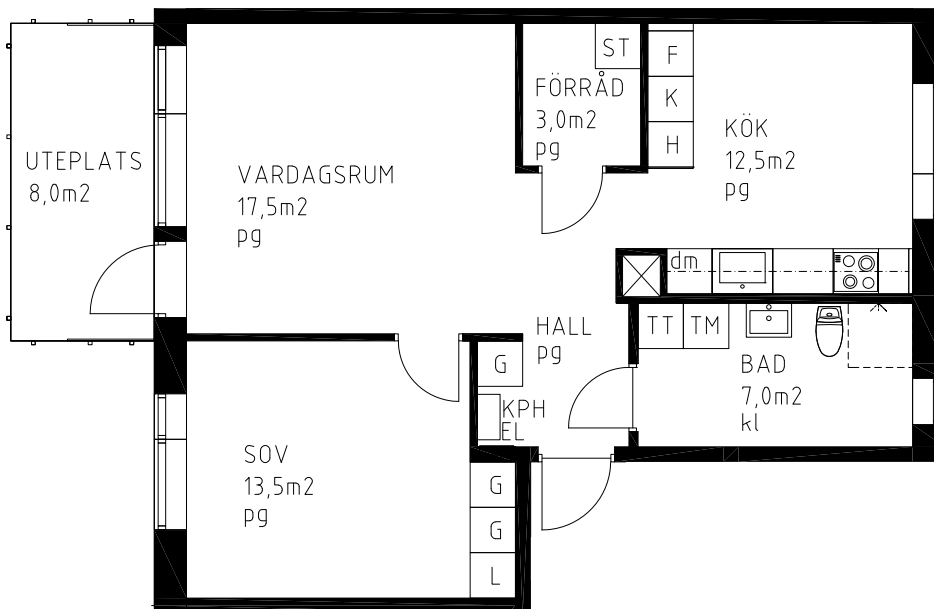 UTEPLATS
8,0m2
VARDAGSRUM
17,5m2
pg
ST
FÖRRÅD
3,0m2
pg
F
K
H
KÖK
12,5m2
pg
dm
HALL
pg
TT
TM
BAD
7,0m2
kl
G
KPH
EL
SOV
13,5m2
pg
G
G
L